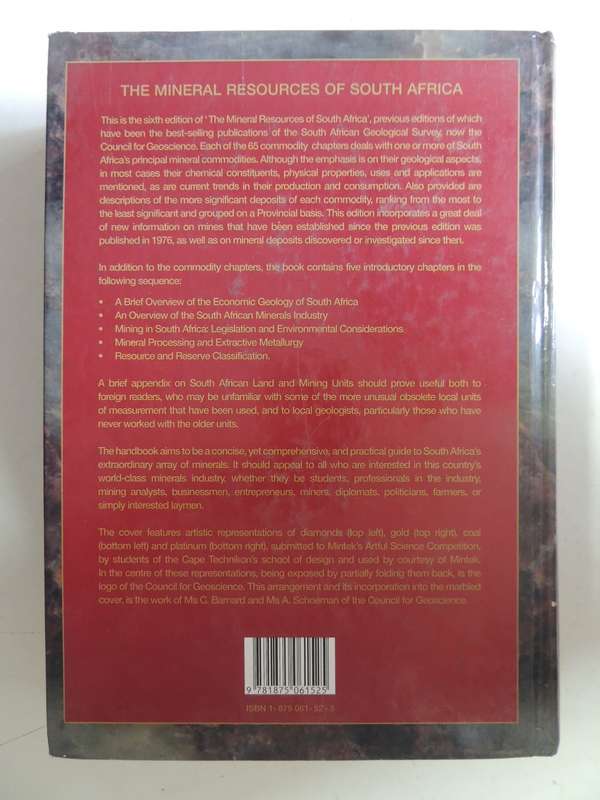 THE MINERAL RESOURCES OF SOUTH AFRICA
This is the sixth edition of 'The Mineral Resources of South Africa', previous editions of which
have been the best-selling publications of the South African Geological Survey, now the
Council for Geoscience. Each of the 65 commodity chapters deals with one or more of South
Africa's principal mineral commodities. Although the emphasis is on their geological aspects,
in most cases their chemical constituents, physical properties, uses and applications are
mentioned, as are current trends in their production and consumption. Also provided are
descriptions of the more significant deposits of each commodity, ranking from the most to
the least significant and grouped on a Provincial basis. This edition incorporates a great deal
of new information on mines that have been established since the previous edition was
published in 1976, as well as on mineral deposits discovered or investigated since then.
In addition to the commodity chapters, the book contains five introductory chapters in the
following sequence:
• A Brief Overview of the Economic Geology of South Africa
• An Overview of the South African Minerals Industry
• Mining in South Africa: Legislation and Environmental Considerations
• Mineral Processing and Extractive Metallurgy
• Resource and Reserve Classification.
A brief appendix on South African Land and Mining Units should prove useful both to
foreign readers, who may be unfamiliar with some of the more unusual obsolete local units
of measurement that have been used, and to local geologists, particularly those who have
never worked with the older units.
The handbook aims to be a concise, yet comprehensive, and practical guide to South Africa's
extraordinary array of minerals. It should appeal to all who are interested in this country's
world-class minerals industry, whether they be students, professionals in the industry,
mining analysts, businessmen, entrepreneurs, miners, diplomats, politicians, farmers, or
simply interested laymen.
The cover features artistic representations of diamonds (top left), gold (top right), coal
(bottom left) and platinum (bottom right), submitted to Mintek's Artful Science Competition,
by students of the Cape Technikon's school of design and used by courtesy of Mintek.
In the centre of these representations, being exposed by partially folding them back, is the
logo of the Council for Geoscience. This arrangement and its incorporation into the marbled
cover, is the work of Ms C. Barnard and Ms A. Schoeman of the Council for Geoscience.
9 781875 061525
ISBN 1-875 061-52-5